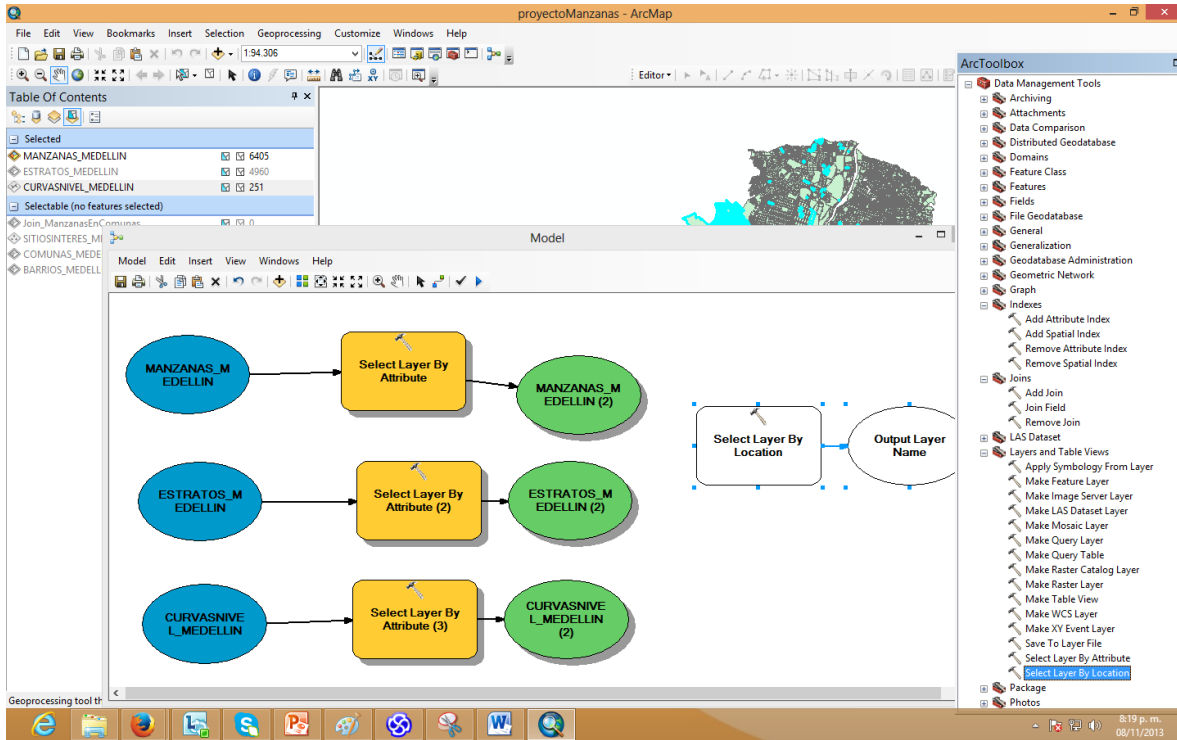 proyectoManzanas - ArcMap
File Edit View Bookmarks Insert Selection Geoprocessing Customize Windows Help
1:94.306
Editor
Table Of Contents
Selected
MANZANAS_MEDELLIN 6405
ESTRATOS_MEDELLIN 4960
CURVASNIVEL_MEDELLIN 251
Selectable (no features selected)
Join_ManzanasEnComunas 0
SITIOSINTERES_M
COMUNAS_MEDE
BARRIOS_MEDELL
Geoprocessing tool th
Model
Model Edit Insert View Windows Help
MANZANAS_M
EDELLIN
Select Layer By
Attribute
MANZANAS_M
EDELLIN (2)
ESTRATOS_M
EDELLIN
Select Layer By
Attribute (2)
ESTRATOS_M
EDELLIN (2)
CURVASNIVE
L_MEDELLIN
Select Layer By
Attribute (3)
CURVASNIVE
L_MEDELLIN
(2)
Select Layer By
Location
Output Layer
Name
ArcToolbox
Data Management Tools
Archiving
Attachments
Data Comparison
Distributed Geodatabase
Domains
Feature Class
Features
Fields
File Geodatabase
General
Generalization
Geodatabase Administration
Geometric Network
Graph
Indexes
Add Attribute Index
Add Spatial Index
Remove Attribute Index
Remove Spatial Index
Joins
Add Join
Join Field
Remove Join
LAS Dataset
Layers and Table Views
Apply Symbology From Layer
Make Feature Layer
Make Image Server Layer
Make LAS Dataset Layer
Make Mosaic Layer
Make Query Layer
Make Query Table
Make Raster Catalog Layer
Make Raster Layer
Make Table View
Make WCS Layer
Make XY Event Layer
Save To Layer File
Select Layer By Attribute
Select Layer By Location
Package
Photos
8:19 p. m.
08/11/2013